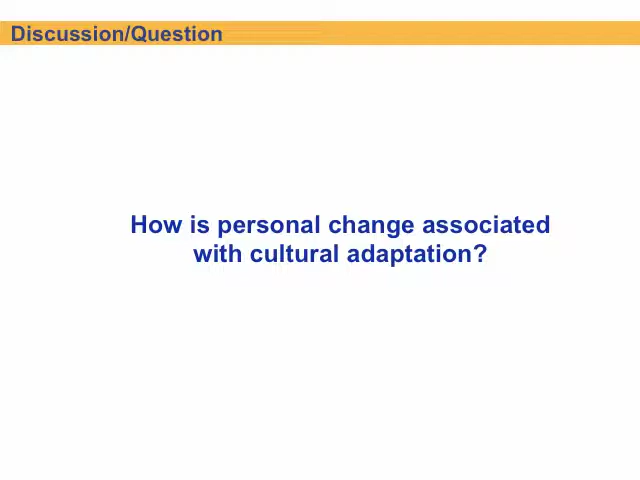 Discussion/Question
How is personal change associated
with cultural adaptation?